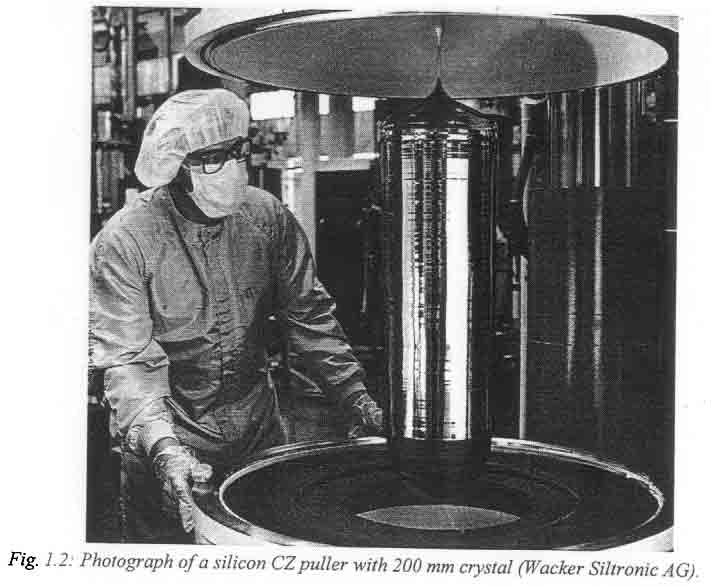 Fig. 1.2: Photograph of a silicon CZ puller with 200 mm crystal (Wacker Siltronic AG).